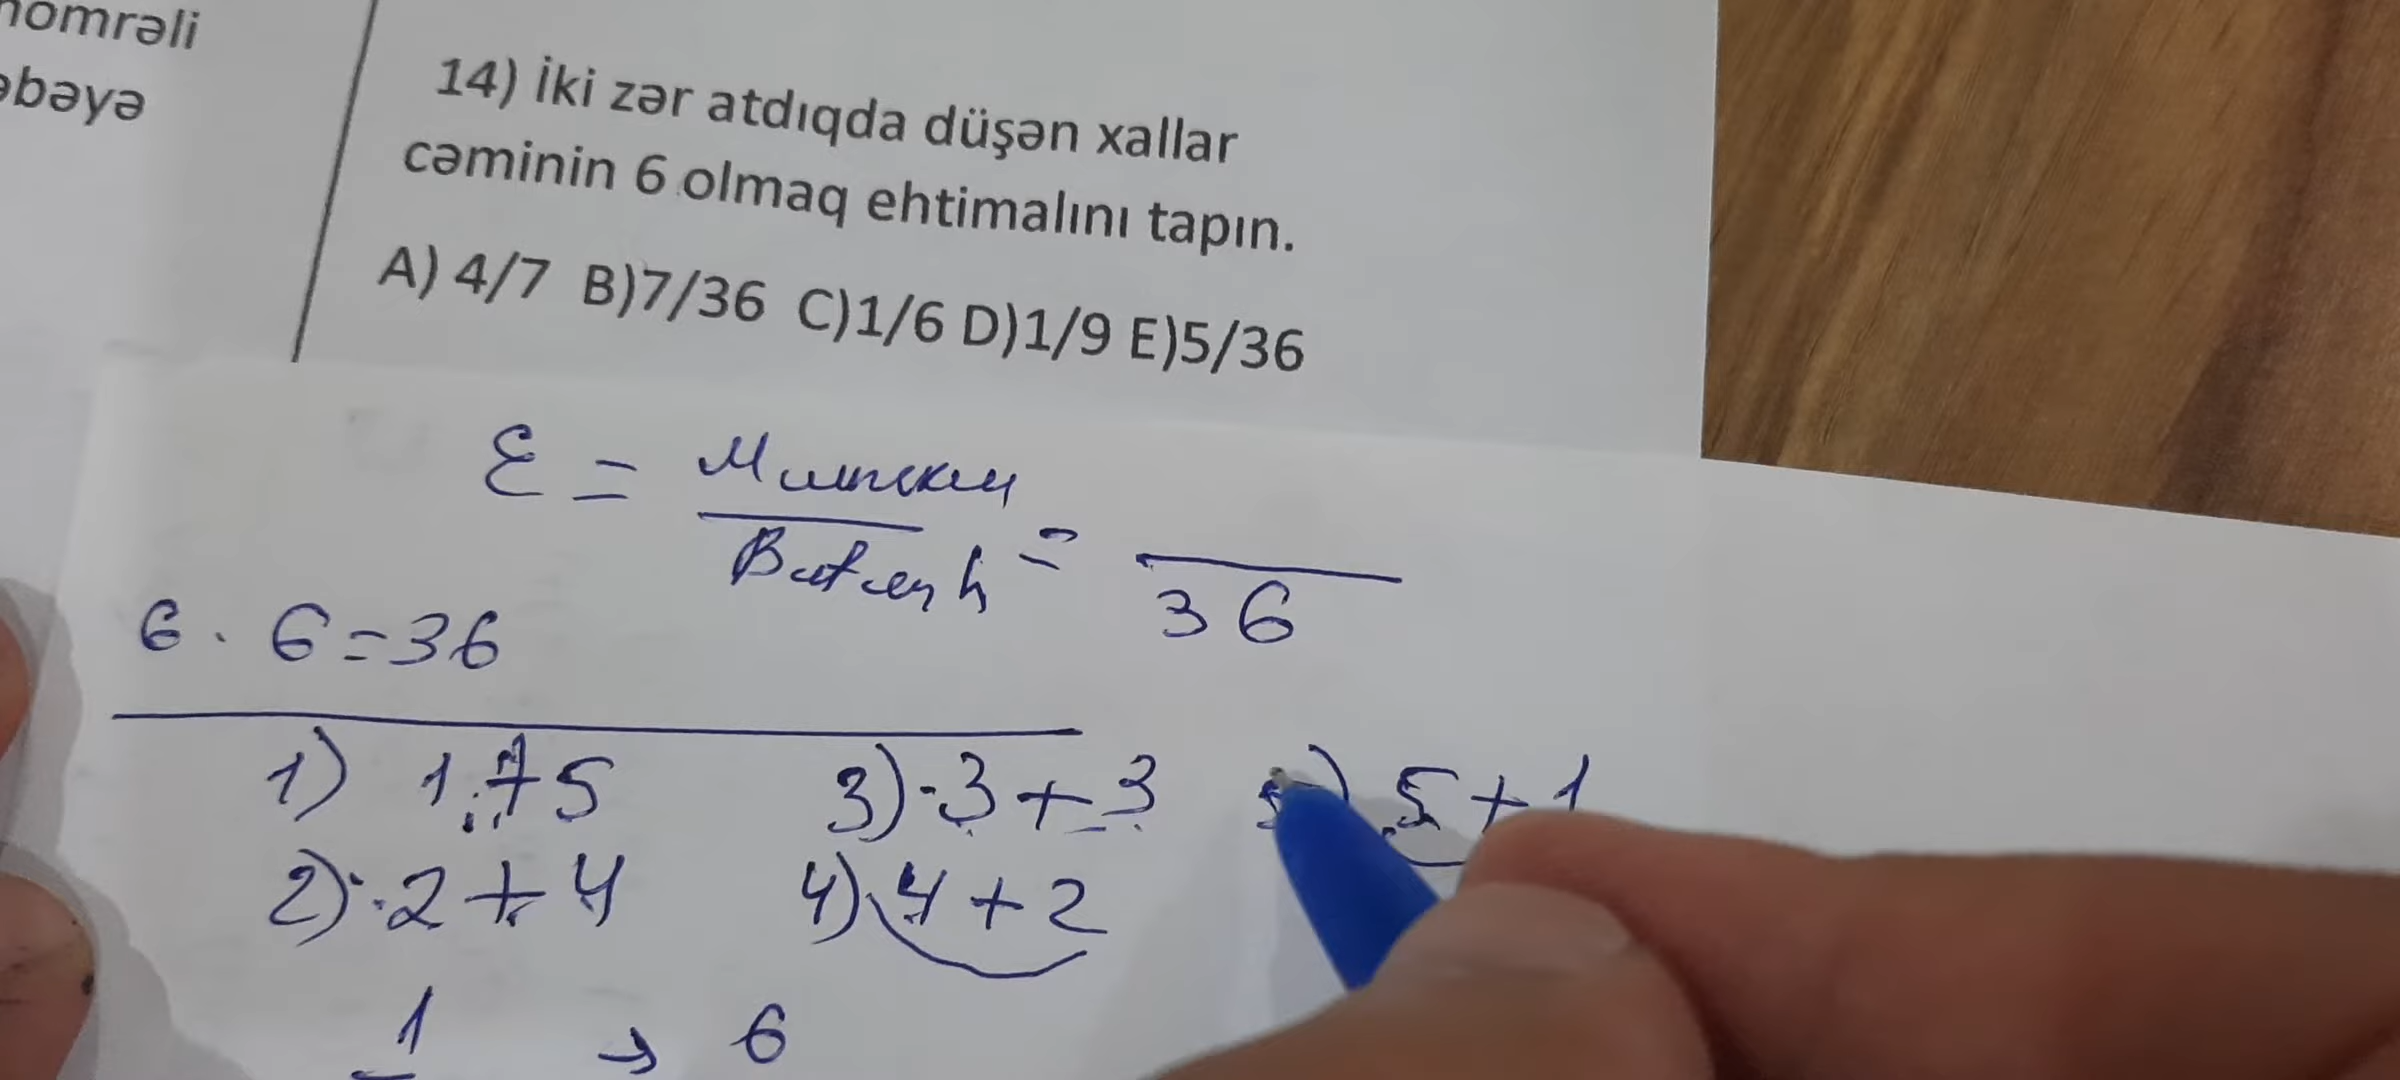 nömrəli
əbəyə
14) İki zər atdıqda düşən xallar
cəminin 6 olmaq ehtimalını tapın.
A) 4/7 B)7/36 C)1/6 D)1/9 E)5/36
ε = =
36
6 · 6 = 36
1) 1 + 5
2) 2 + 4
3) 3 + 3
4) 4 + 2
5) 5 + 1
1 → 6